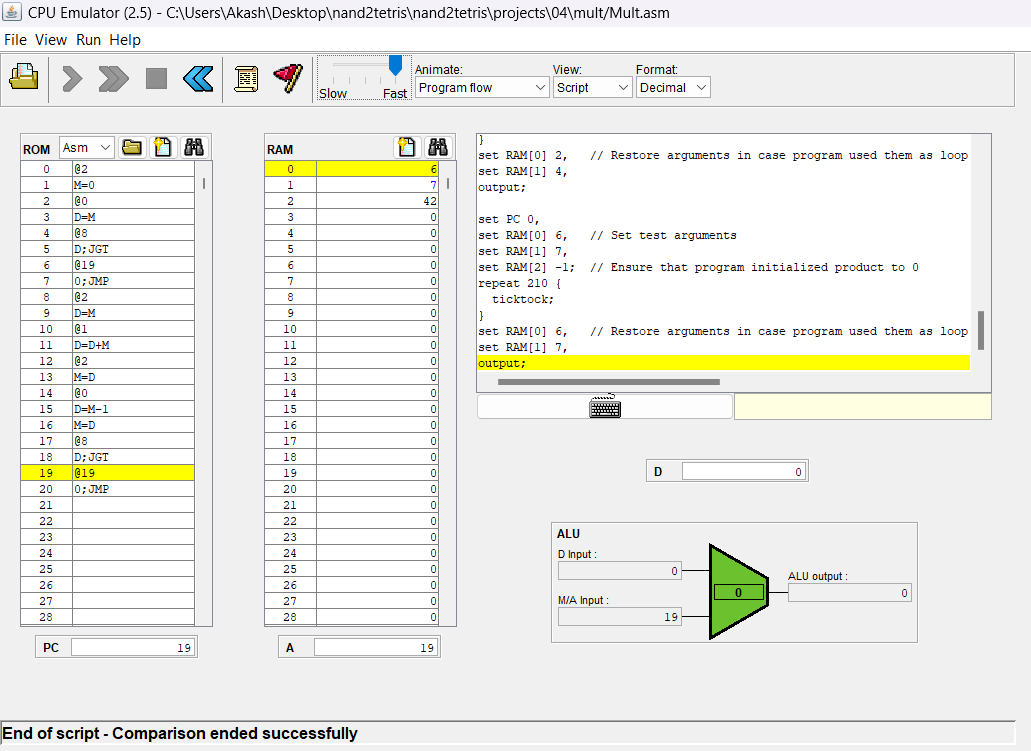 CPU Emulator (2.5) - C:\Users\Akash\Desktop\nand2tetris\nand2tetris\projects\04\mult/Mult.asm
File View Run Help
Slow Fast
Animate:
Program flow
View:
Script
Format:
Decimal
ROM Asm
0 @2
1 M=0
2 @0
3 D=M
4 @8
5 D;JGT
6 @19
7 0;JMP
8 @2
9 D=M
10 @1
11 D=D+M
12 @2
13 M=D
14 @0
15 D=M-1
16 M=D
17 @8
18 D;JGT
19 @19
20 0;JMP
21
22
23
24
25
26
27
28
PC 19
RAM
0 6
1 7
2 42
3 0
4 0
5 0
6 0
7 0
8 0
9 0
10 0
11 0
12 0
13 0
14 0
15 0
16 0
17 0
18 0
19 0
20 0
21 0
22 0
23 0
24 0
25 0
26 0
27 0
28 0
A 19
}
set RAM[0] 2, // Restore arguments in case program used them as loop
set RAM[1] 4,
output;
set PC 0,
set RAM[0] 6, // Set test arguments
set RAM[1] 7,
set RAM[2] -1; // Ensure that program initialized product to 0
repeat 210 {
ticktock;
}
set RAM[0] 6, // Restore arguments in case program used them as loop
set RAM[1] 7,
output;
D 0
ALU
D Input :
0
M/A Input :
19
0
ALU output :
0
End of script - Comparison ended successfully